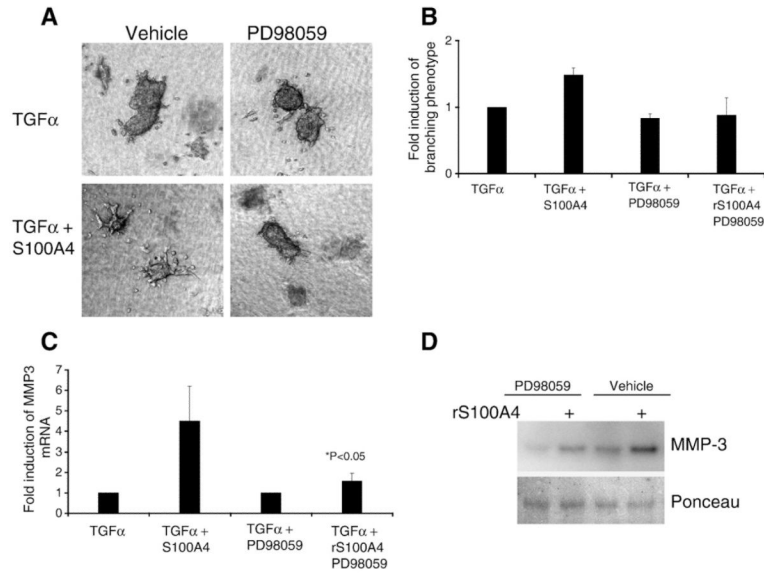 A
Vehicle
PD98059
TGFα
TGFα +
S100A4
B
Fold induction of
branching phenotype
2
1
0
TGFα
TGFα +
S100A4
TGFα +
PD98059
TGFα +
rS100A4
PD98059
C
Fold induction of MMP3
mRNA
7
6
5
4
3
2
1
0
*P<0.05
TGFα
TGFα +
S100A4
TGFα +
PD98059
TGFα +
rS100A4
PD98059
D
PD98059
Vehicle
rS100A4
+
+
MMP-3
Ponceau